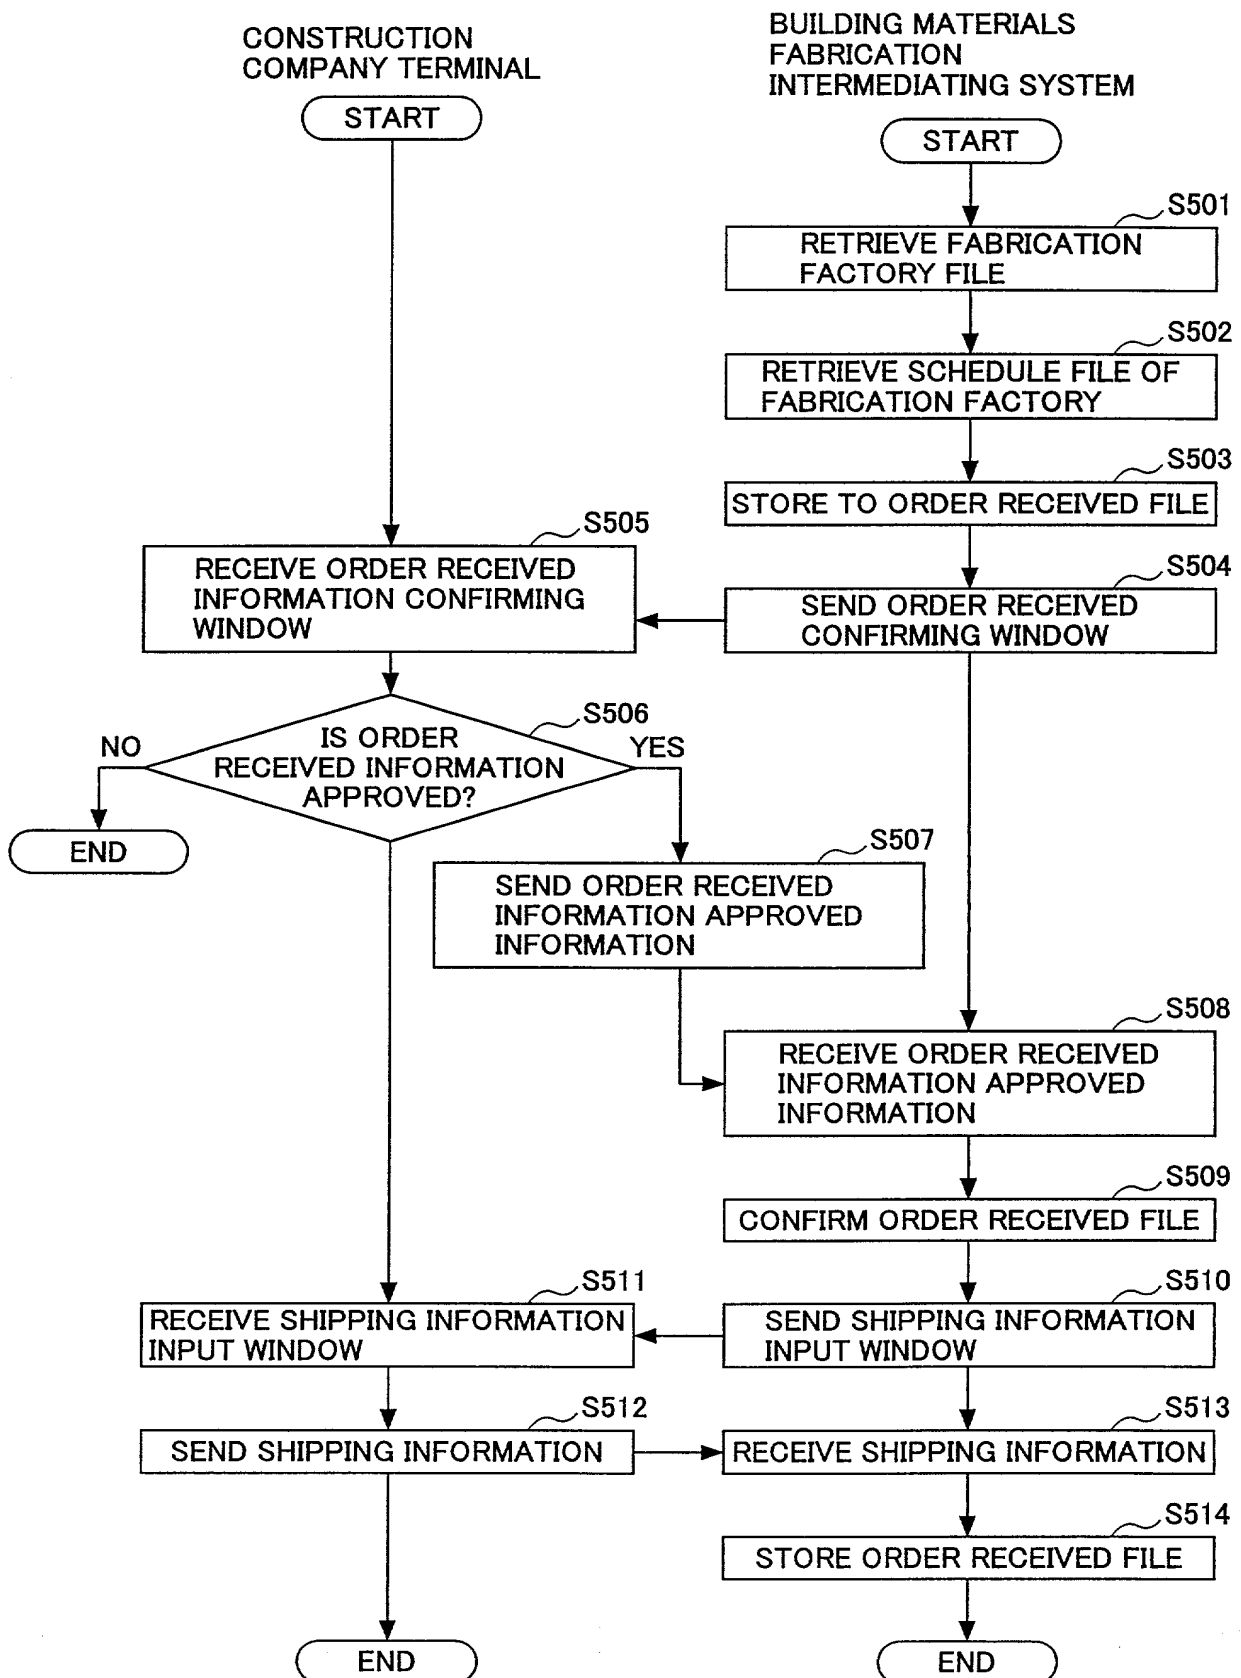 CONSTRUCTION
COMPANY TERMINAL
BUILDING MATERIALS
FABRICATION
INTERMEDIATING SYSTEM
START
START
S501
RETRIEVE FABRICATION
FACTORY FILE
S502
RETRIEVE SCHEDULE FILE OF
FABRICATION FACTORY
S503
STORE TO ORDER RECEIVED FILE
S505
RECEIVE ORDER RECEIVED
INFORMATION CONFIRMING
WINDOW
S504
SEND ORDER RECEIVED
CONFIRMING WINDOW
S506
NO
IS ORDER
RECEIVED INFORMATION
APPROVED?
YES
END
S507
SEND ORDER RECEIVED
INFORMATION APPROVED
INFORMATION
S508
RECEIVE ORDER RECEIVED
INFORMATION APPROVED
INFORMATION
S509
CONFIRM ORDER RECEIVED FILE
S511
RECEIVE SHIPPING INFORMATION
INPUT WINDOW
S510
SEND SHIPPING INFORMATION
INPUT WINDOW
S512
SEND SHIPPING INFORMATION
S513
RECEIVE SHIPPING INFORMATION
S514
STORE ORDER RECEIVED FILE
END
END